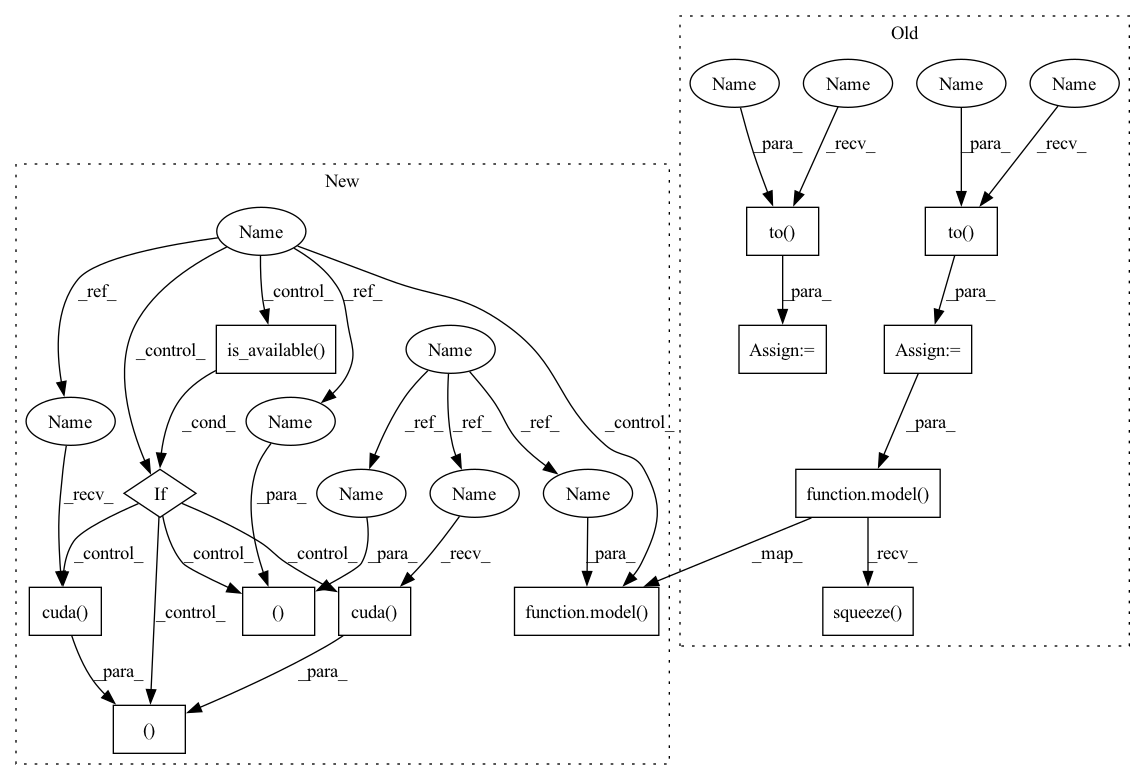 Old
Name Name Name Name
_para_ _recv_ _para_ _recv_
New
to() to()
Name
_ref_ _control_ _ref_ _para_ _para_
_control_ is_available() Name Assign:= Assign:=
Name _cond_ Name _ref_ _ref_ _ref_ _control_ _para_
_recv_ If _para_ Name Name Name function.model()
_control_ _control_ _control_ _para_ _recv_ _para_ _map_ _recv_
cuda() _control_ () cuda() function.model() squeeze()
_para_ _para_
()